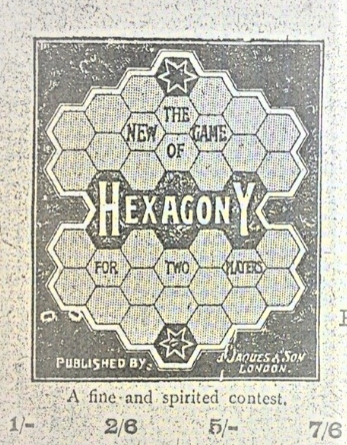 THE
NEW GAME
OF
HEXAGONY
FOR TWO PLAYERS
PUBLISHED BY J. JAQUES & SON
LONDON.
A fine and spirited contest.
1/- 2/6 5/- 7/6